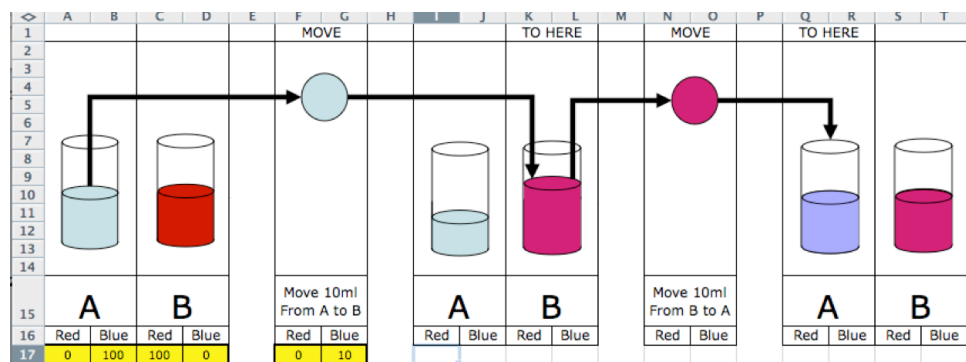 A B C D E F G H I J K L M N O P Q R S T
1 MOVE TO HERE MOVE TO HERE
2
3
4
5
6
7
8
9
10
11
12
13
14
15 A B Move 10ml From A to B A B Move 10ml From B to A A B
16 Red Blue Red Blue Red Blue Red Blue Red Blue Red Blue Red Blue Red Blue
17 0 100 100 0 0 10